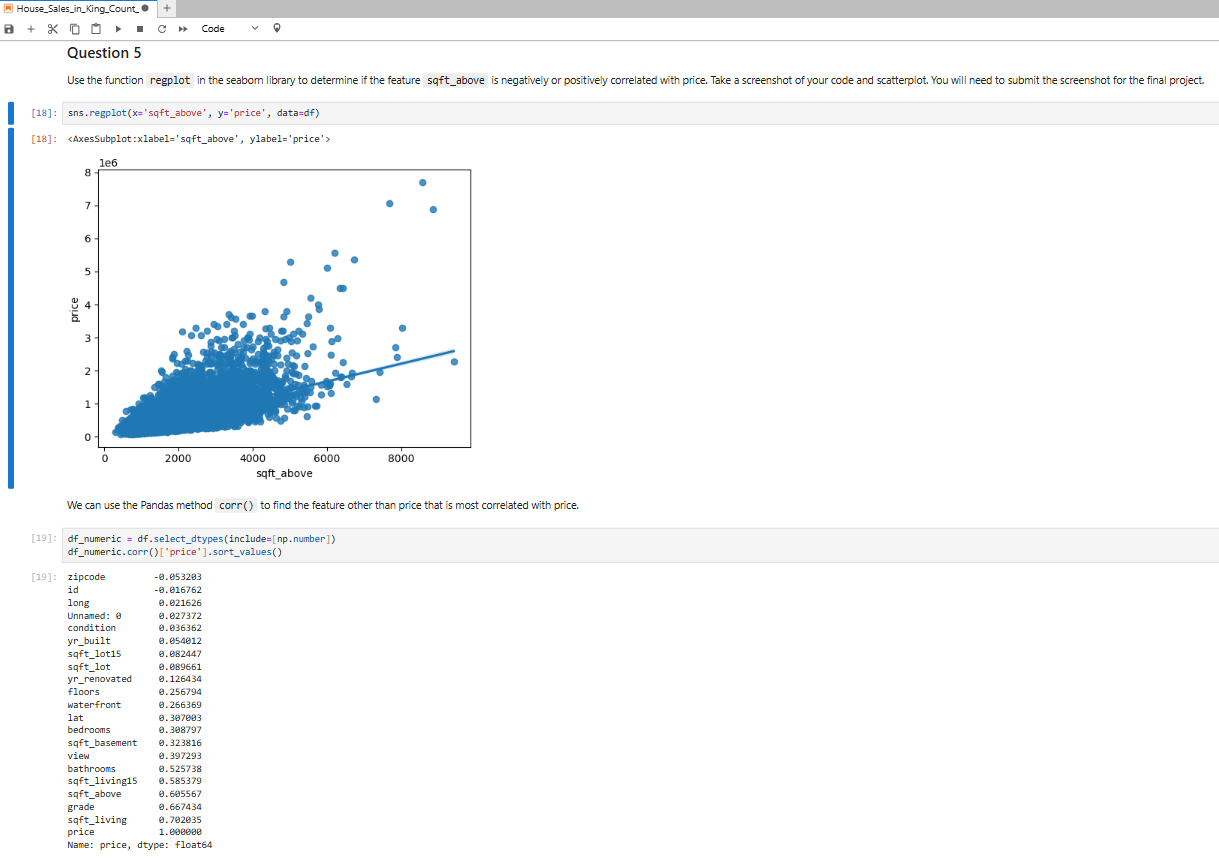 House_Sales_in_King_Count_
Code
Question 5
Use the function regplot in the seaborn library to determine if the feature sqft_above is negatively or positively correlated with price. Take a screenshot of your code and scatterplot. You will need to submit the screenshot for the final project.
[18]: sns.regplot(x='sqft_above', y='price', data=df)
[18]: <AxesSubplot:xlabel='sqft_above', ylabel='price'>
1e6
8
7
6
5
4
3
2
1
0
price
0 2000 4000 6000 8000
sqft_above
We can use the Pandas method corr() to find the feature other than price that is most correlated with price.
[19]: df_numeric = df.select_dtypes(include=[np.number])
df_numeric.corr()['price'].sort_values()
[19]: zipcode -0.053203
id -0.016762
long 0.021626
Unnamed: 0 0.027372
condition 0.036362
yr_built 0.054012
sqft_lot15 0.082447
sqft_lot 0.089661
yr_renovated 0.126434
floors 0.256794
waterfront 0.266369
lat 0.307003
bedrooms 0.308797
sqft_basement 0.323816
view 0.397293
bathrooms 0.525738
sqft_living15 0.585379
sqft_above 0.605567
grade 0.667434
sqft_living 0.702035
price 1.000000
Name: price, dtype: float64